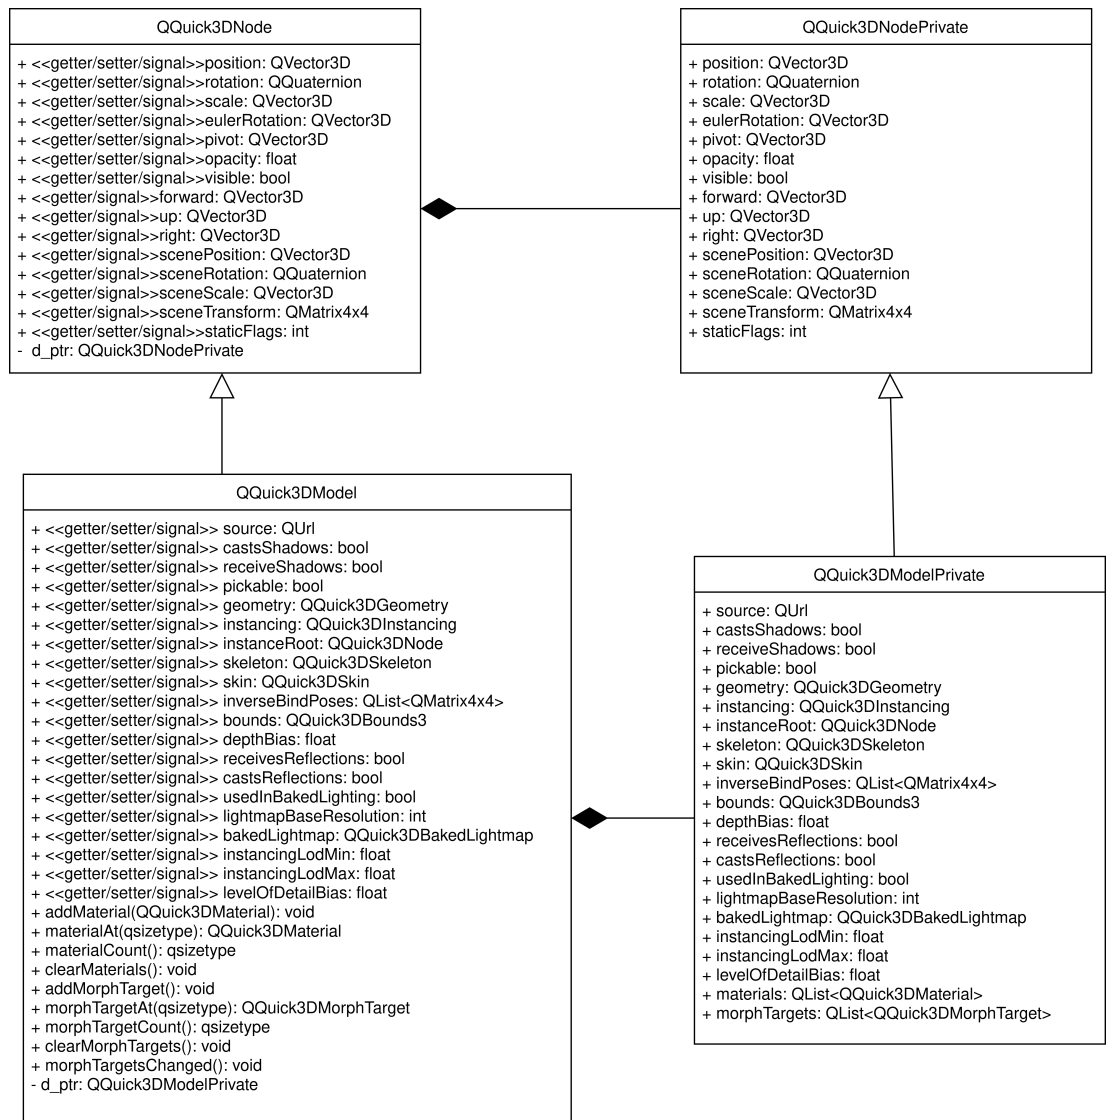 QQuick3DNode
+ <<getter/setter/signal>>position: QVector3D
+ <<getter/setter/signal>>rotation: QQuaternion
+ <<getter/setter/signal>>scale: QVector3D
+ <<getter/setter/signal>>eulerRotation: QVector3D
+ <<getter/setter/signal>>pivot: QVector3D
+ <<getter/setter/signal>>opacity: float
+ <<getter/setter/signal>>visible: bool
+ <<getter/signal>>forward: QVector3D
+ <<getter/signal>>up: QVector3D
+ <<getter/signal>>right: QVector3D
+ <<getter/signal>>scenePosition: QVector3D
+ <<getter/signal>>sceneRotation: QQuaternion
+ <<getter/signal>>sceneScale: QVector3D
+ <<getter/signal>>sceneTransform: QMatrix4x4
+ <<getter/setter/signal>>staticFlags: int
- d_ptr: QQuick3DNodePrivate
QQuick3DNodePrivate
+ position: QVector3D
+ rotation: QQuaternion
+ scale: QVector3D
+ eulerRotation: QVector3D
+ pivot: QVector3D
+ opacity: float
+ visible: bool
+ forward: QVector3D
+ up: QVector3D
+ right: QVector3D
+ scenePosition: QVector3D
+ sceneRotation: QQuaternion
+ sceneScale: QVector3D
+ sceneTransform: QMatrix4x4
+ staticFlags: int
QQuick3DModel
+ <<getter/setter/signal>> source: QUrl
+ <<getter/setter/signal>> castsShadows: bool
+ <<getter/setter/signal>> receiveShadows: bool
+ <<getter/setter/signal>> pickable: bool
+ <<getter/setter/signal>> geometry: QQuick3DGeometry
+ <<getter/setter/signal>> instancing: QQuick3DInstancing
+ <<getter/setter/signal>> instanceRoot: QQuick3DNode
+ <<getter/setter/signal>> skeleton: QQuick3DSkeleton
+ <<getter/setter/signal>> skin: QQuick3DSkin
+ <<getter/setter/signal>> inverseBindPoses: QList<QMatrix4x4>
+ <<getter/setter/signal>> bounds: QQuick3DBounds3
+ <<getter/setter/signal>> depthBias: float
+ <<getter/setter/signal>> receivesReflections: bool
+ <<getter/setter/signal>> castsReflections: bool
+ <<getter/setter/signal>> usedInBakedLighting: bool
+ <<getter/setter/signal>> lightmapBaseResolution: int
+ <<getter/setter/signal>> bakedLightmap: QQuick3DBakedLightmap
+ <<getter/setter/signal>> instancingLodMin: float
+ <<getter/setter/signal>> instancingLodMax: float
+ <<getter/setter/signal>> levelOfDetailBias: float
+ addMaterial(QQuick3DMaterial): void
+ materialAt(qsizetype): QQuick3DMaterial
+ materialCount(): qsizetype
+ clearMaterials(): void
+ addMorphTarget(): void
+ morphTargetAt(qsizetype): QQuick3DMorphTarget
+ morphTargetCount(): qsizetype
+ clearMorphTargets(): void
+ morphTargetsChanged(): void
- d_ptr: QQuick3DModelPrivate
QQuick3DModelPrivate
+ source: QUrl
+ castsShadows: bool
+ receiveShadows: bool
+ pickable: bool
+ geometry: QQuick3DGeometry
+ instancing: QQuick3DInstancing
+ instanceRoot: QQuick3DNode
+ skeleton: QQuick3DSkeleton
+ skin: QQuick3DSkin
+ inverseBindPoses: QList<QMatrix4x4>
+ bounds: QQuick3DBounds3
+ depthBias: float
+ receivesReflections: bool
+ castsReflections: bool
+ usedInBakedLighting: bool
+ lightmapBaseResolution: int
+ bakedLightmap: QQuick3DBakedLightmap
+ instancingLodMin: float
+ instancingLodMax: float
+ levelOfDetailBias: float
+ materials: QList<QQuick3DMaterial>
+ morphTargets: QList<QQuick3DMorphTarget>